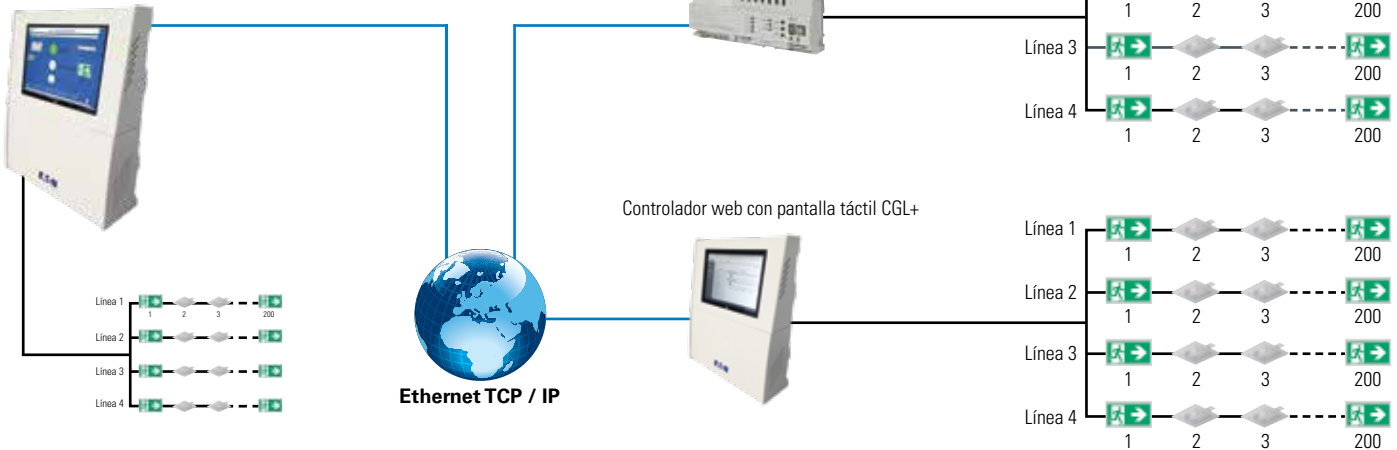 1 2 3 200
Línea 3
1 2 3 200
Línea 4
1 2 3 200
Controlador web con pantalla táctil CGL+
Línea 1
1 2 3 200
Línea 2
1 2 3 200
Línea 3
1 2 3 200
Línea 4
1 2 3 200
Línea 1
1 2 3 200
Línea 2
Línea 3
Línea 4
Ethernet TCP / IP